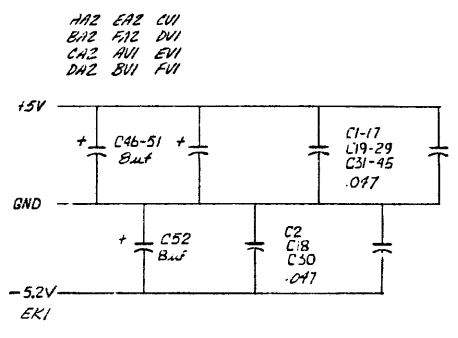 AA2 EA2 CV1
BA2 FA2 DV1
CA2 AV1 EV1
DA2 BV1 FV1
+5V
+ C46-51
8uf
+
C1-17
C19-29
C31-45
.047
GND
+ C52
8uf
C2
C18
C30
.047
-5.2V
EK1